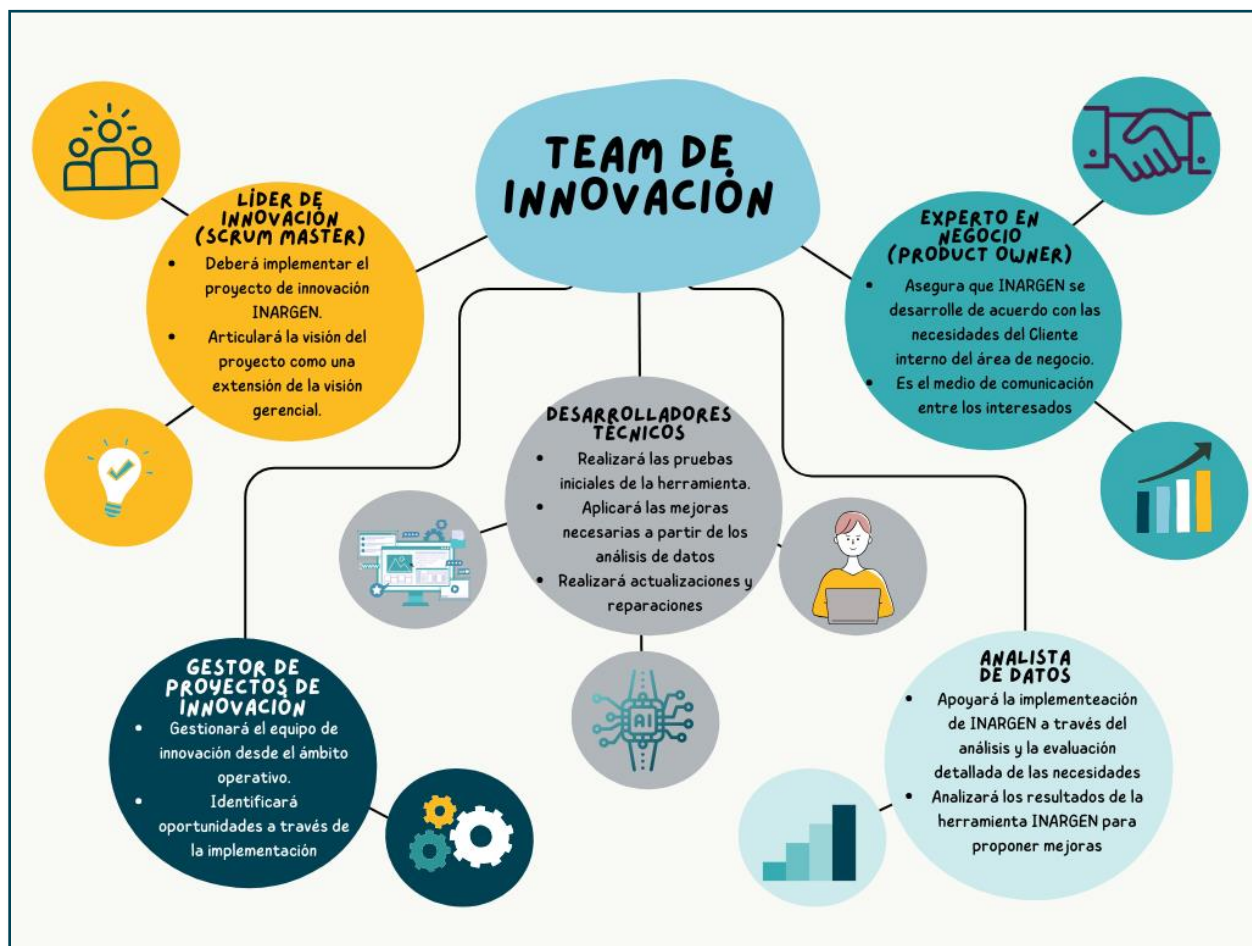 TEAM DE
INNOVACIÓN
LÍDER DE
INNOVACIÓN
(SCRUM MASTER)
• Deberá implementar el
proyecto de innovación
INARGEN.
• Articulará la visión del
proyecto como una
extensión de la visión
gerencial.
EXPERTO EN
NEGOCIO
(PRODUCT OWNER)
• Asegura que INARGEN se
desarrolle de acuerdo con las
necesidades del Cliente
interno del área de negocio.
• Es el medio de comunicación
entre los interesados
DESARROLLADORES
TÉCNICOS
• Realizará las pruebas
iniciales de la herramienta.
• Aplicará las mejoras
necesarias a partir de los
análisis de datos
• Realizará actualizaciones y
reparaciones
AI
GESTOR DE
PROYECTOS DE
INNOVACIÓN
• Gestionará el equipo de
innovación desde el ámbito
operativo.
• Identificará
oportunidades a través de
la implementación
ANALISTA
DE DATOS
• Apoyará la implementeación
de INARGEN a través del
análisis y la evaluación
detallada de las necesidades
• Analizará los resultados de la
herramienta INARGEN para
proponer mejoras